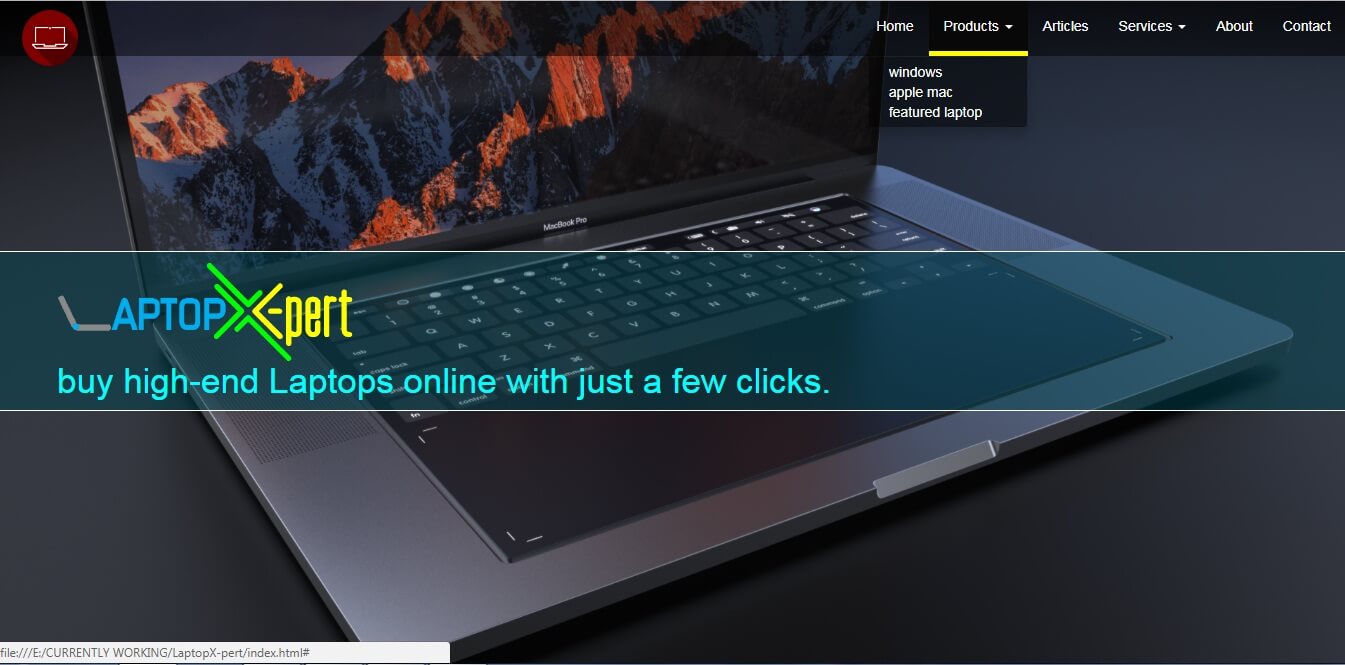 Home Products Articles Services About Contact
windows
apple mac
featured laptop
MacBook Pro
LAPTOPX-pert
buy high-end Laptops online with just a few clicks.
file:///E:/CURRENTLY WORKING/LaptopX-pert/index.html#